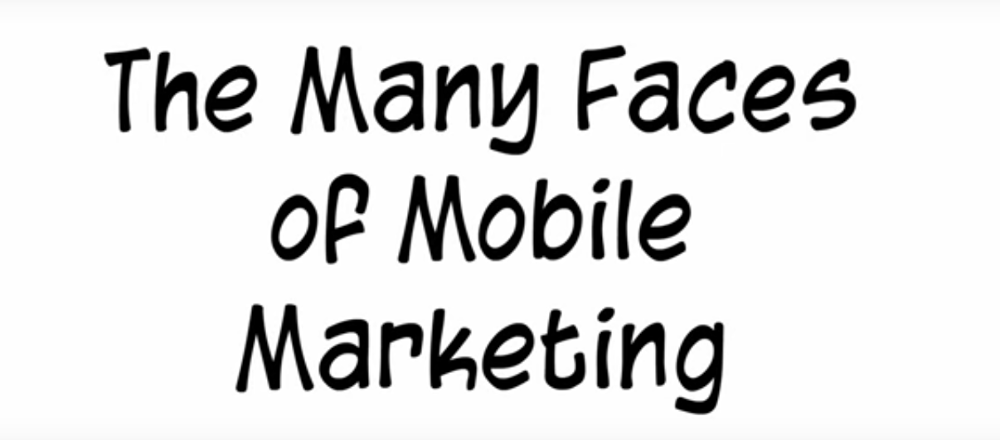 The Many Faces
of Mobile
Marketing